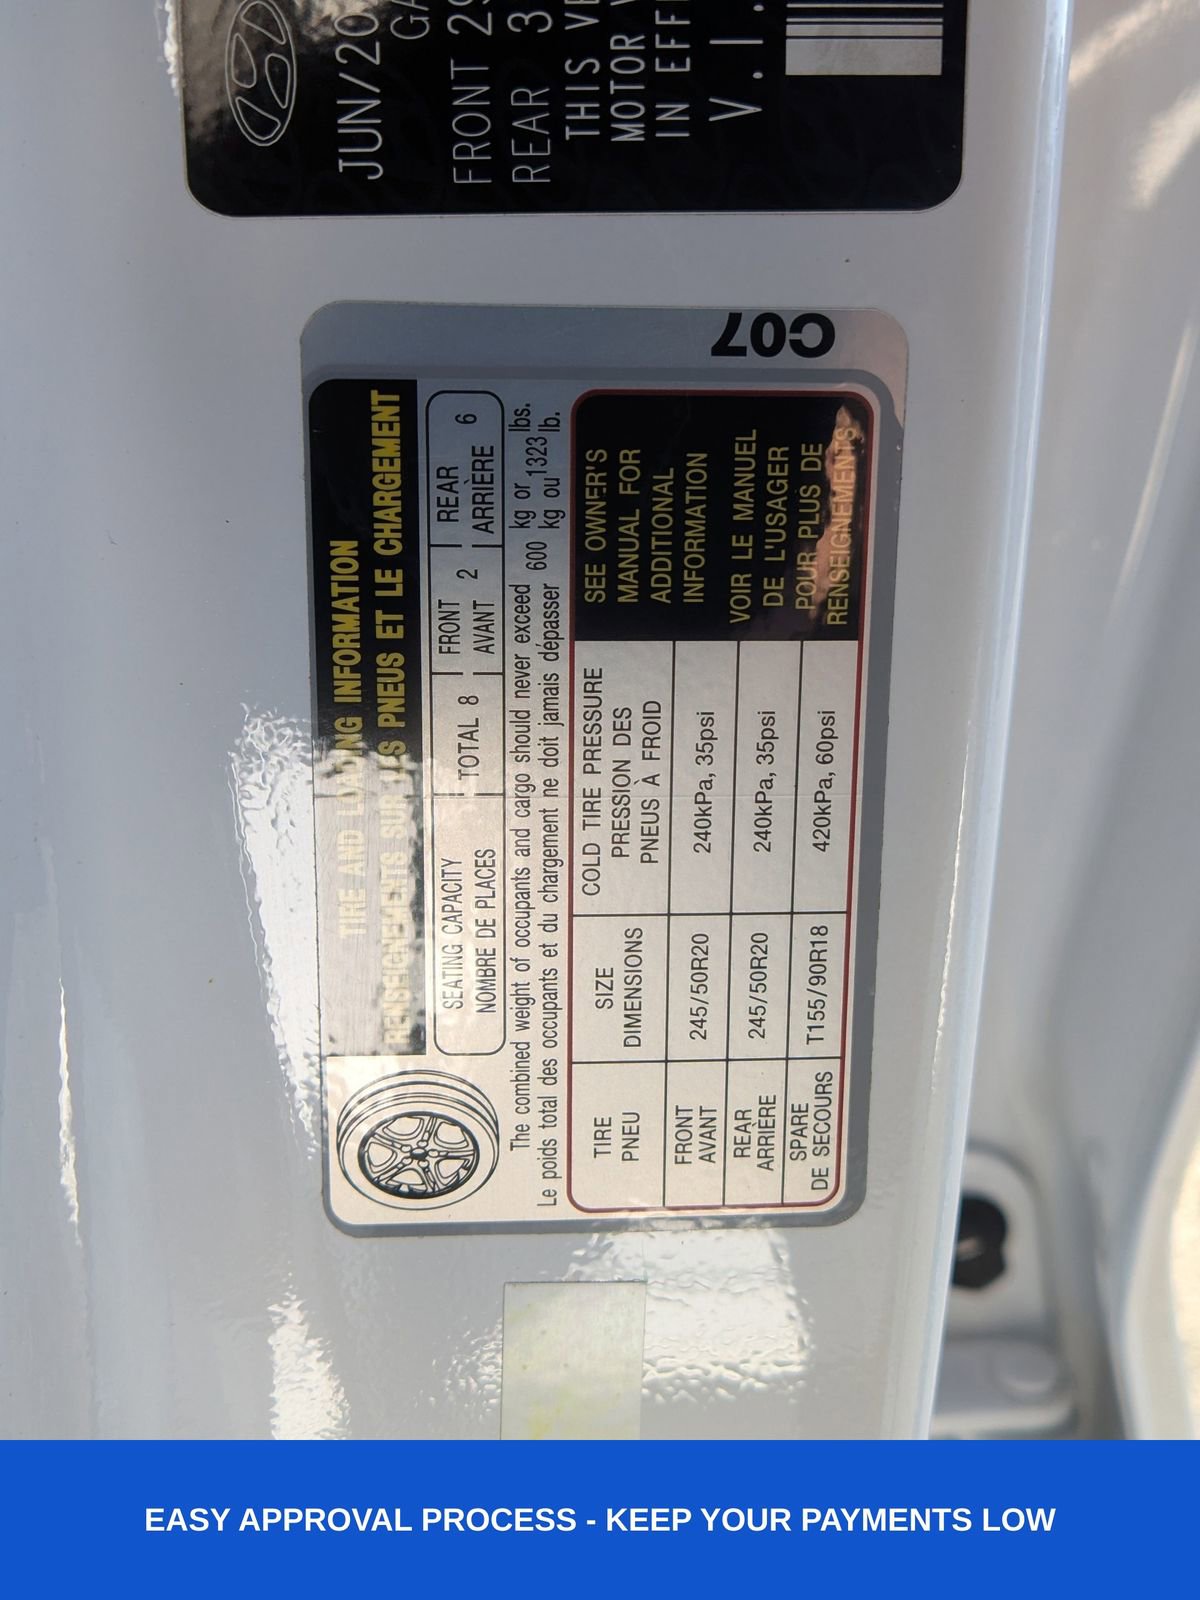 JUN/20
GA
FRONT 29
REAR 3
THIS VE
MOTOR V
IN EFF
V.I.
C07
TIRE AND LOADING INFORMATION
RENSEIGNEMENTS SUR LES PNEUS ET LE CHARGEMENT
SEATING CAPACITY
NOMBRE DE PLACES
TOTAL 8
FRONT
AVANT 2
REAR
ARRIÈRE 6
The combined weight of occupants and cargo should never exceed 600 kg or 1323 lbs.
Le poids total des occupants et du chargement ne doit jamais dépasser 600 kg ou 1323 lb.
TIRE
PNEU
SIZE
DIMENSIONS
COLD TIRE PRESSURE
PRESSION DES
PNEUS À FROID
FRONT
AVANT
245/50R20
240kPa, 35psi
REAR
ARRIÈRE
245/50R20
240kPa, 35psi
SPARE
DE SECOURS
T155/90R18
420kPa, 60psi
SEE OWNER'S
MANUAL FOR
ADDITIONAL
INFORMATION
VOIR LE MANUEL
DE L'USAGER
POUR PLUS DE
RENSEIGNEMENTS
EASY APPROVAL PROCESS - KEEP YOUR PAYMENTS LOW